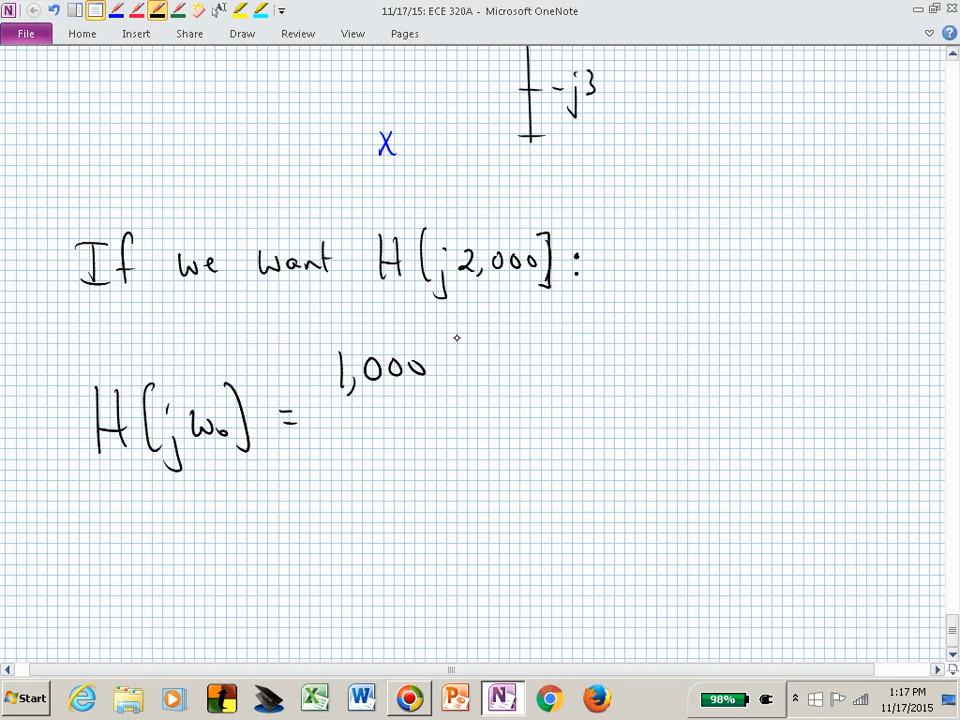 11/17/15: ECE 320A - Microsoft OneNote
File Home Insert Share Draw Review View Pages
-j3
X
If we want H(j2,000]:
1,000
H(jω₀) =
Start
98%
1:17 PM
11/17/2015